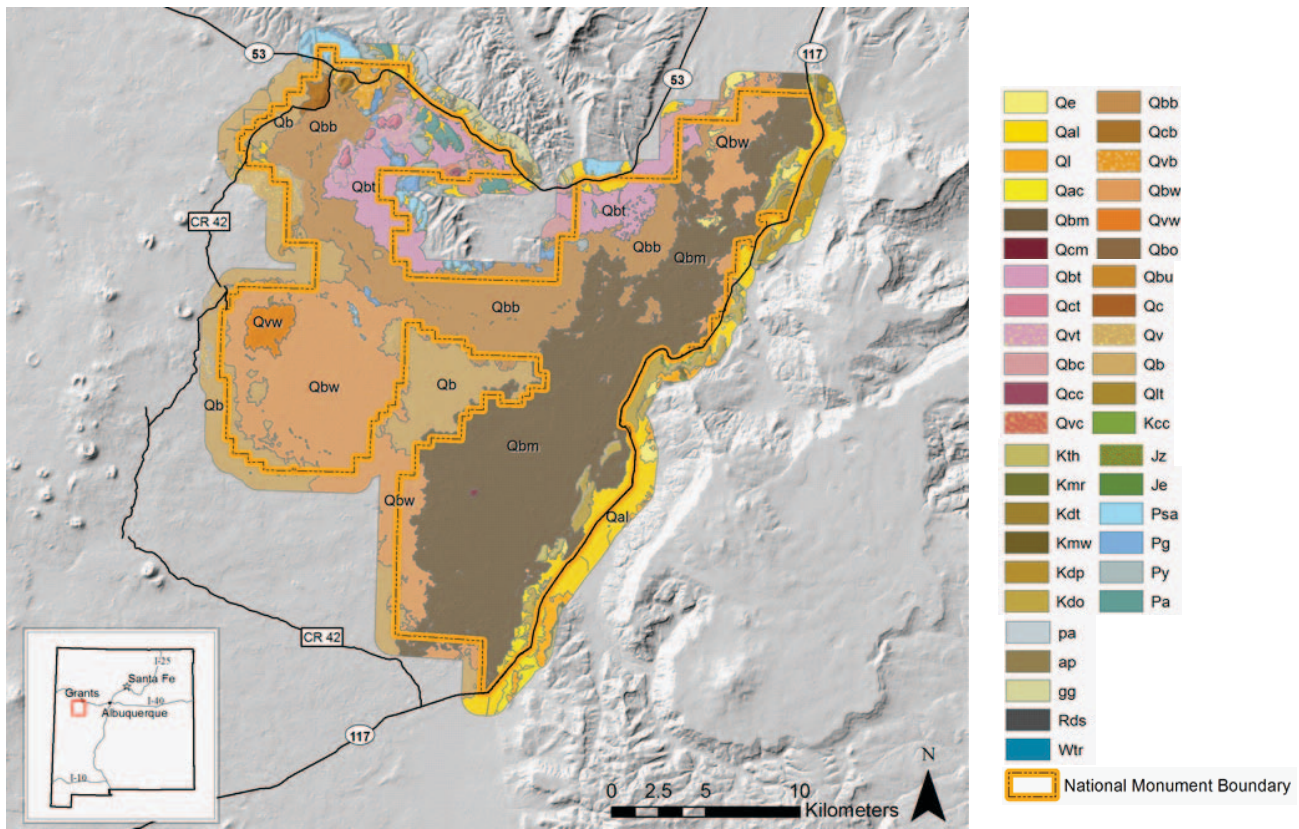 53
117
53
Qb
Qbb
Qbw
Qbt
Qbt
CR 42
Qbb
Qbm
Qbb
Qvw
Qbw
Qb
Qb
Qbm
Qbw
Qal
CR 42
117
I-25
Santa Fe
Grants
I-40
Albuquerque
I-10
N
0 2.5 5 10
Kilometers
Qe Qbb
Qal Qcb
Ql Qvb
Qac Qbw
Qbm Qvw
Qcm Qbo
Qbt Qbu
Qct Qc
Qvt Qv
Qbc Qb
Qcc Qlt
Qvc Kcc
Kth Jz
Kmr Je
Kdt Psa
Kmw Pg
Kdp Py
Kdo Pa
pa
ap
gg
Rds
Wtr
National Monument Boundary